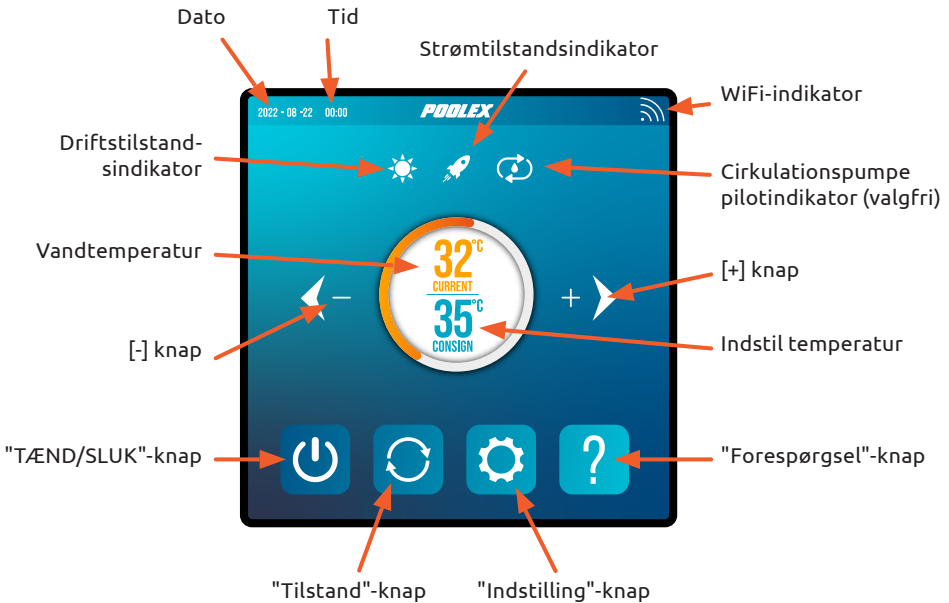 Dato
Tid
Strømtilstandsindikator
WiFi-indikator
2022 - 08 -22 00:00
POOLEX
Driftstilstand-
sindikator
Cirkulationspumpe
pilotindikator (valgfri)
Vandtemperatur
32°C
CURRENT
35°C
CONSIGN
[+] knap
− +
[-] knap
Indstil temperatur
"TÆND/SLUK"-knap
?
"Forespørgsel"-knap
"Tilstand"-knap
"Indstilling"-knap